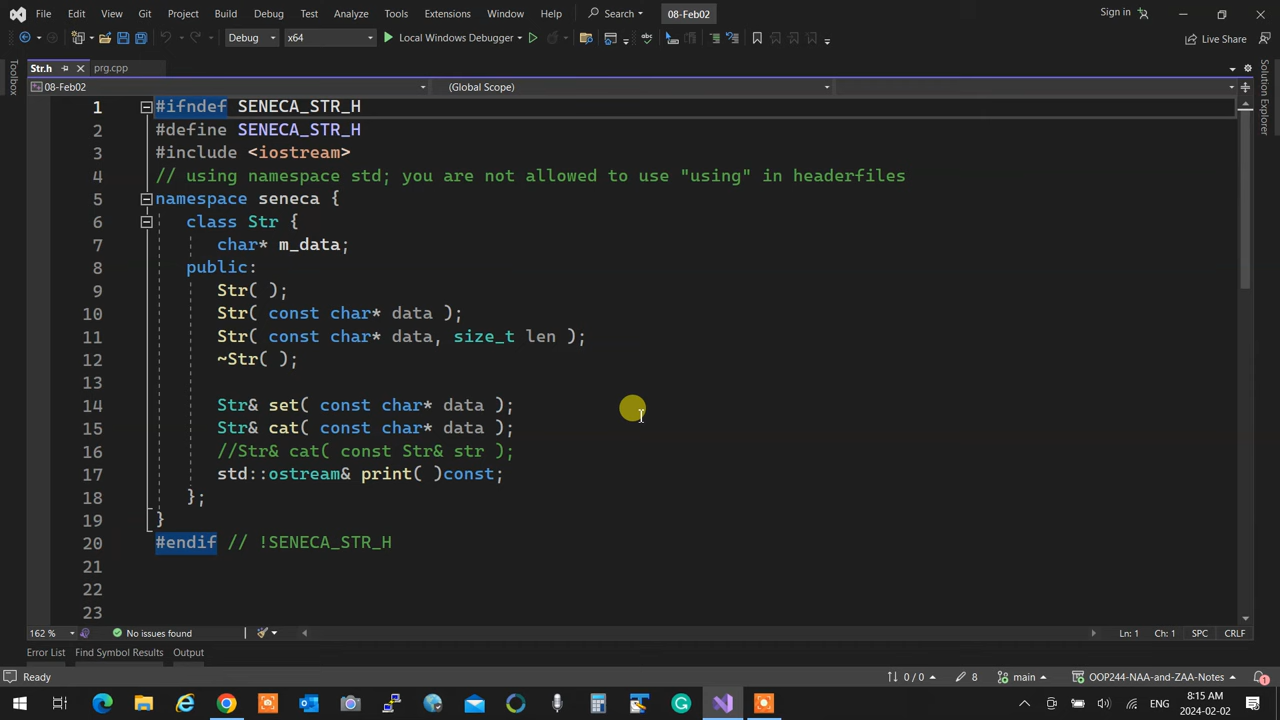 File Edit View Git Project Build Debug Test Analyze Tools Extensions Window Help Search 08-Feb02 Sign in
Debug x64 Local Windows Debugger Live Share
Toolbox Str.h prg.cpp Solution Explorer
08-Feb02 (Global Scope)
1 #ifndef SENECA_STR_H
2 #define SENECA_STR_H
3 #include <iostream>
4 // using namespace std; you are not allowed to use "using" in headerfiles
5 namespace seneca {
6 class Str {
7 char* m_data;
8 public:
9 Str( );
10 Str( const char* data );
11 Str( const char* data, size_t len );
12 ~Str( );
13
14 Str& set( const char* data );
15 Str& cat( const char* data );
16 //Str& cat( const Str& str );
17 std::ostream& print( )const;
18 };
19 }
20 #endif // !SENECA_STR_H
21
22
23
162 % No issues found Ln: 1 Ch: 1 SPC CRLF
Error List Find Symbol Results Output
Ready 0 / 0 8 main OOP244-NAA-and-ZAA-Notes 1
ENG 8:15 AM
2024-02-02